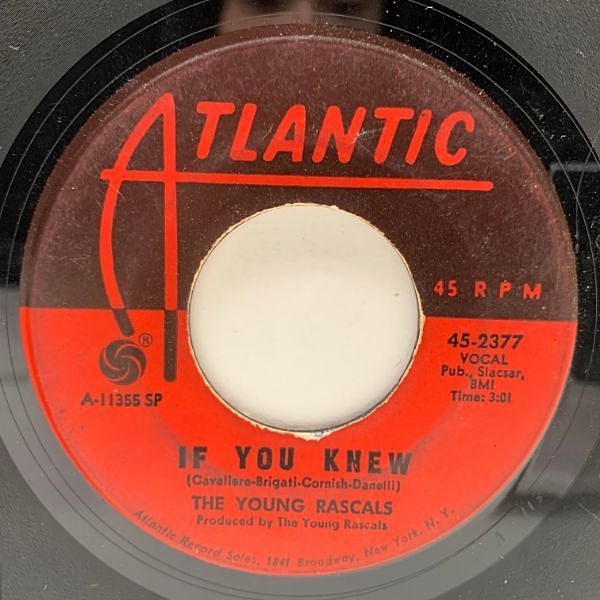 ATLANTIC
45 RPM
®
45-2377
VOCAL
Pub., Slacsar,
BMI
Time: 3:01
A-11355 SP
IF YOU KNEW
(Cavaliere-Brigati-Cornish-Danelli)
THE YOUNG RASCALS
Produced by The Young Rascals
Atlantic Record Sales, 1841 Broadway, New York, N. Y.